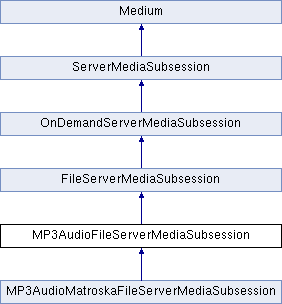 Medium
ServerMediaSubsession
OnDemandServerMediaSubsession
FileServerMediaSubsession
MP3AudioFileServerMediaSubsession
MP3AudioMatroskaFileServerMediaSubsession